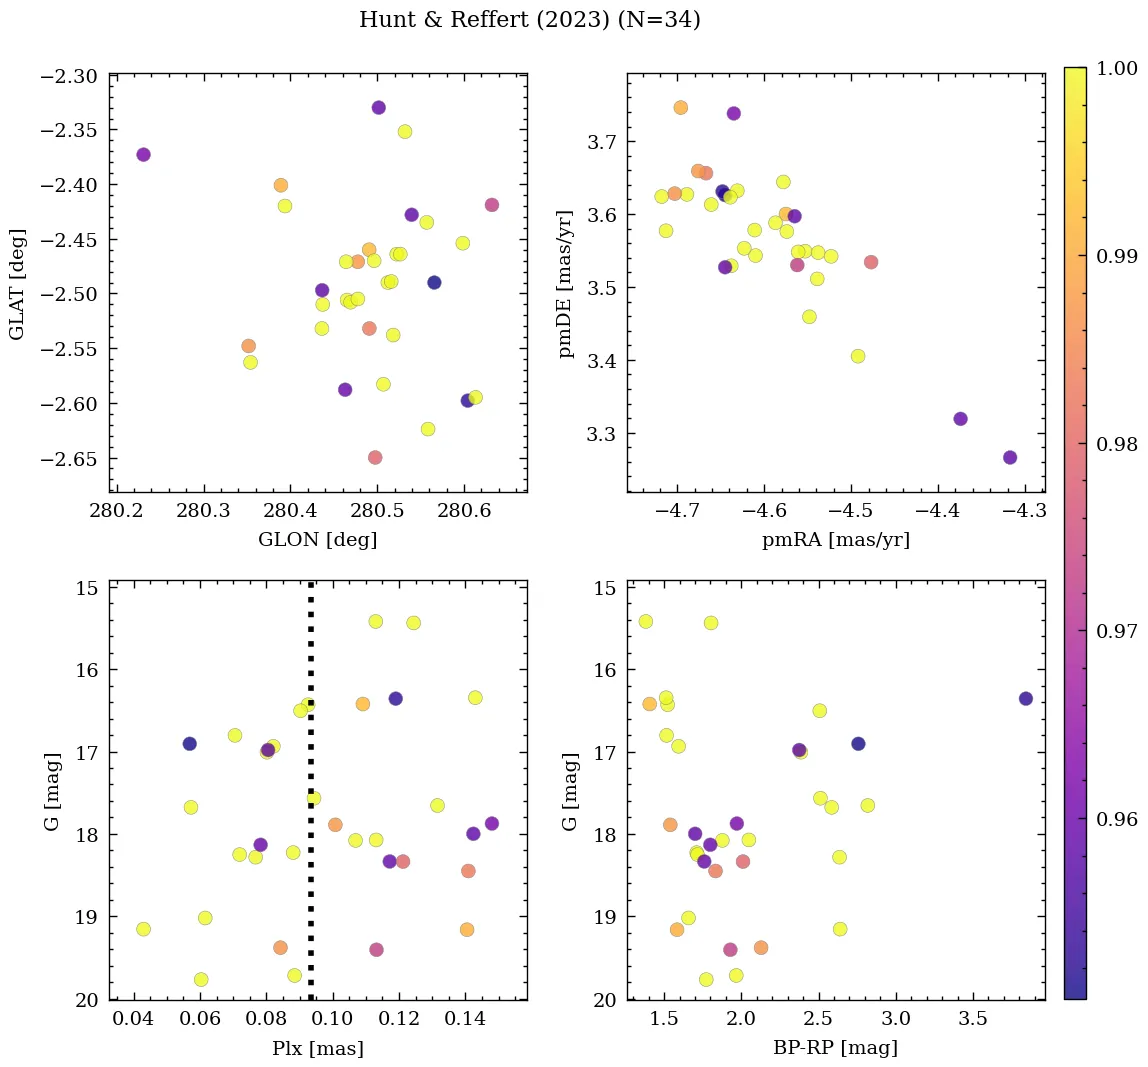 Hunt & Reffert (2023) (N=34)
−2.30
−2.35
−2.40
−2.45
−2.50
−2.55
−2.60
−2.65
GLAT [deg]
280.2 280.3 280.4 280.5 280.6
GLON [deg]
3.7
3.6
3.5
3.4
3.3
pmDE [mas/yr]
−4.7 −4.6 −4.5 −4.4 −4.3
pmRA [mas/yr]
15
16
17
18
19
20
G [mag]
0.04 0.06 0.08 0.10 0.12 0.14
Plx [mas]
15
16
17
18
19
20
G [mag]
1.5 2.0 2.5 3.0 3.5
BP-RP [mag]
1.00
0.99
0.98
0.97
0.96